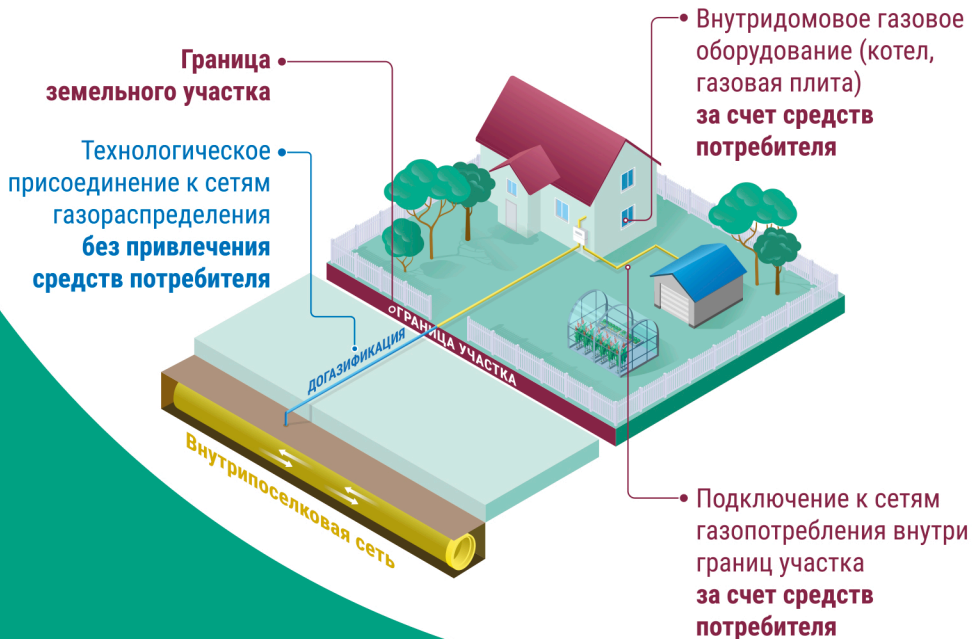 Граница
земельного участка
Технологическое
присоединение к сетям
газораспределения
без привлечения
средств потребителя
Внутридомовое газовое
оборудование (котел,
газовая плита)
за счет средств
потребителя
ГРАНИЦА УЧАСТКА
ДОГАЗИФИКАЦИЯ
Внутрипоселковая сеть
Подключение к сетям
газопотребления внутри
границ участка
за счет средств
потребителя